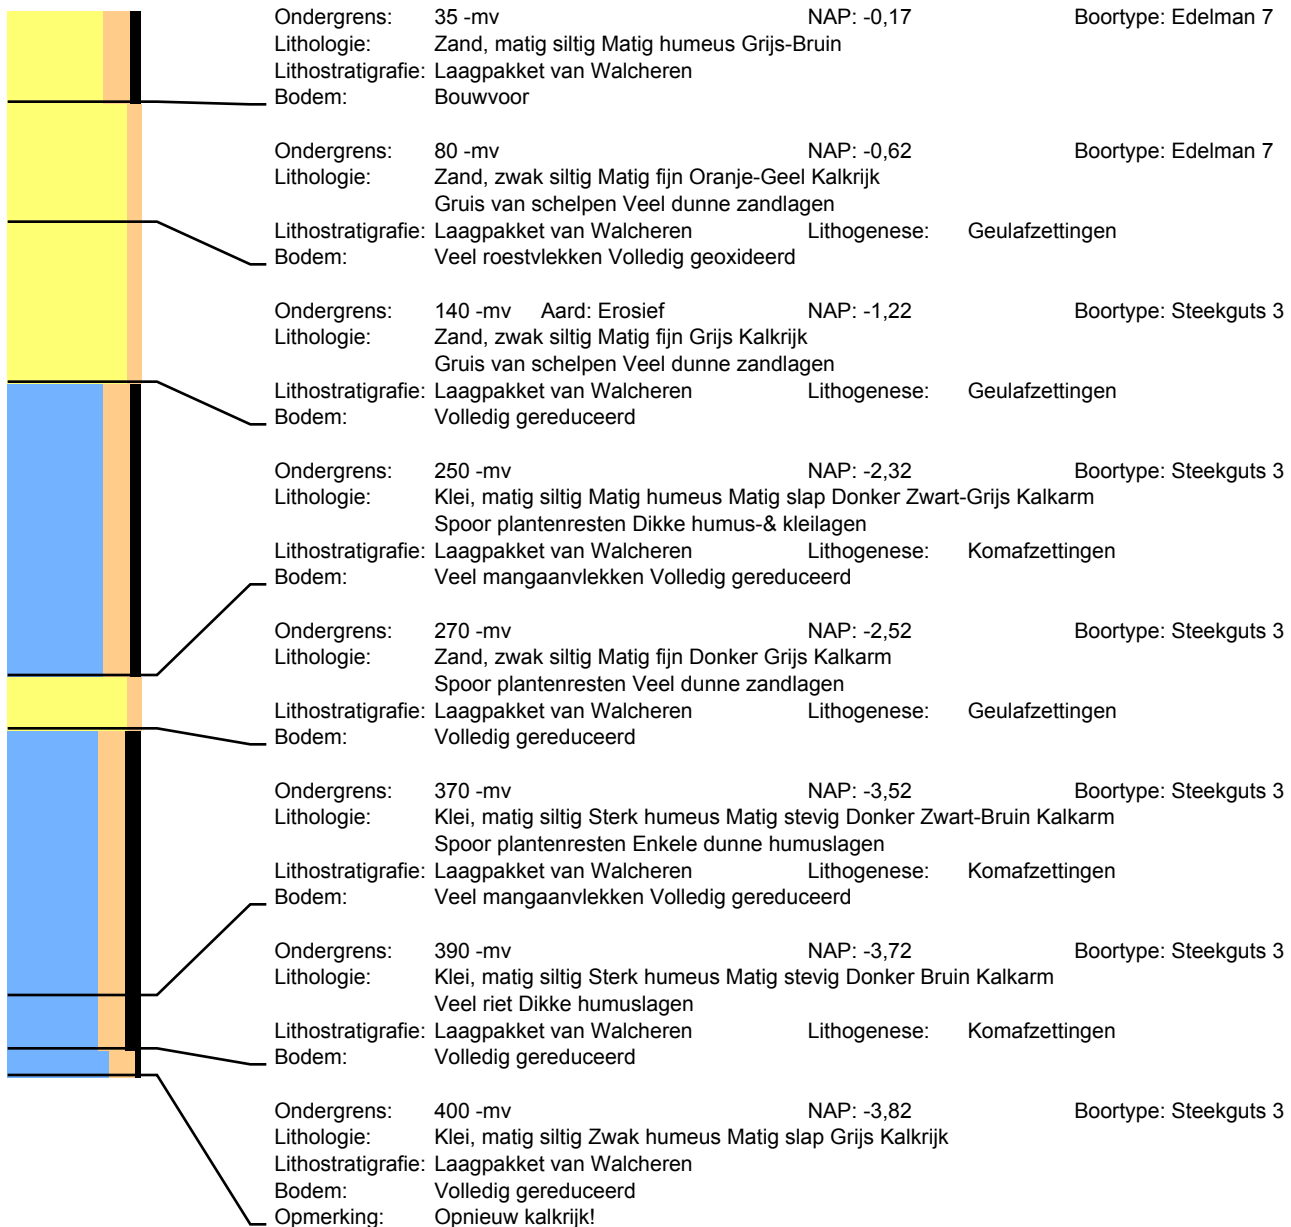 Ondergrens: 35 -mv NAP: -0,17 Boortype: Edelman 7
Lithologie: Zand, matig siltig Matig humeus Grijs-Bruin
Lithostratigrafie: Laagpakket van Walcheren
Bodem: Bouwvoor
Ondergrens: 80 -mv NAP: -0,62 Boortype: Edelman 7
Lithologie: Zand, zwak siltig Matig fijn Oranje-Geel Kalkrijk
Gruis van schelpen Veel dunne zandlagen
Lithostratigrafie: Laagpakket van Walcheren Lithogenese: Geulafzettingen
Bodem: Veel roestvlekken Volledig geoxideerd
Ondergrens: 140 -mv Aard: Erosief NAP: -1,22 Boortype: Steekguts 3
Lithologie: Zand, zwak siltig Matig fijn Grijs Kalkrijk
Gruis van schelpen Veel dunne zandlagen
Lithostratigrafie: Laagpakket van Walcheren Lithogenese: Geulafzettingen
Bodem: Volledig gereduceerd
Ondergrens: 250 -mv NAP: -2,32 Boortype: Steekguts 3
Lithologie: Klei, matig siltig Matig humeus Matig slap Donker Zwart-Grijs Kalkarm
Spoor plantenresten Dikke humus-& kleilagen
Lithostratigrafie: Laagpakket van Walcheren Lithogenese: Komafzettingen
Bodem: Veel mangaanvlekken Volledig gereduceerd
Ondergrens: 270 -mv NAP: -2,52 Boortype: Steekguts 3
Lithologie: Zand, zwak siltig Matig fijn Donker Grijs Kalkarm
Spoor plantenresten Veel dunne zandlagen
Lithostratigrafie: Laagpakket van Walcheren Lithogenese: Geulafzettingen
Bodem: Volledig gereduceerd
Ondergrens: 370 -mv NAP: -3,52 Boortype: Steekguts 3
Lithologie: Klei, matig siltig Sterk humeus Matig stevig Donker Zwart-Bruin Kalkarm
Spoor plantenresten Enkele dunne humuslagen
Lithostratigrafie: Laagpakket van Walcheren Lithogenese: Komafzettingen
Bodem: Veel mangaanvlekken Volledig gereduceerd
Ondergrens: 390 -mv NAP: -3,72 Boortype: Steekguts 3
Lithologie: Klei, matig siltig Sterk humeus Matig stevig Donker Bruin Kalkarm
Veel riet Dikke humuslagen
Lithostratigrafie: Laagpakket van Walcheren Lithogenese: Komafzettingen
Bodem: Volledig gereduceerd
Ondergrens: 400 -mv NAP: -3,82 Boortype: Steekguts 3
Lithologie: Klei, matig siltig Zwak humeus Matig slap Grijs Kalkrijk
Lithostratigrafie: Laagpakket van Walcheren
Bodem: Volledig gereduceerd
Opmerking: Opnieuw kalkrijk!